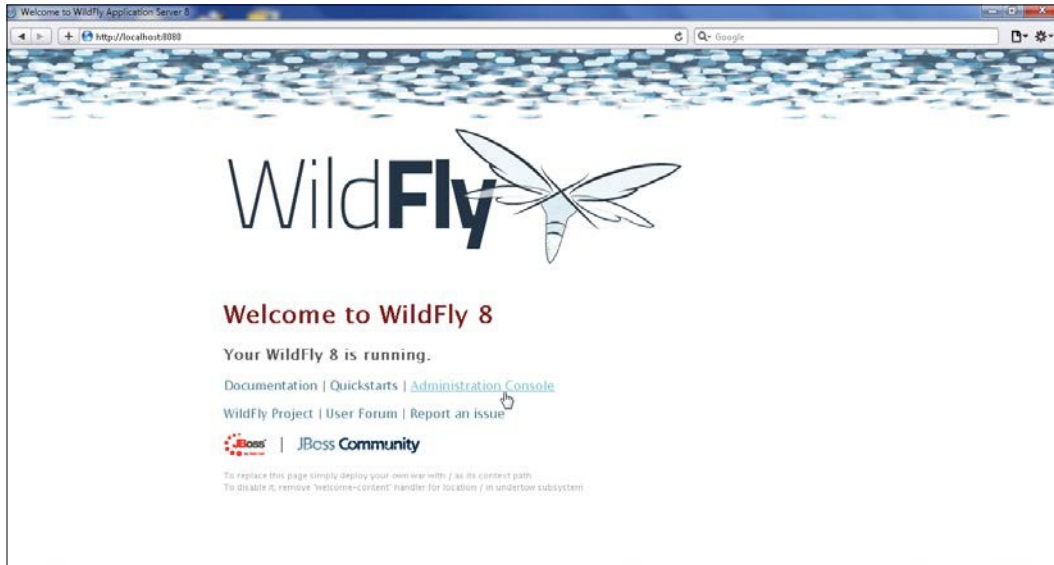 Welcome to WildFly Application Server 8
http://localhost:8080
Google
WildFly
Welcome to WildFly 8
Your WildFly 8 is running.
Documentation | Quickstarts | Administration Console
WildFly Project | User Forum | Report an issue
JBoss | JBoss Community
To replace this page simply deploy your own war with / as its context path.
To disable it, remove "welcome-content" handler for location / in undertow subsystem.